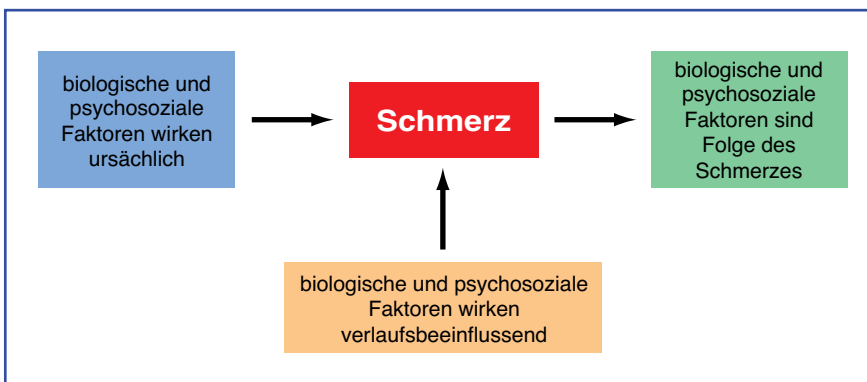 biologische und
psychosoziale
Faktoren wirken
ursächlich
Schmerz
biologische und
psychosoziale
Faktoren sind
Folge des
Schmerzes
biologische und psychosoziale
Faktoren wirken
verlaufsbeeinflussend